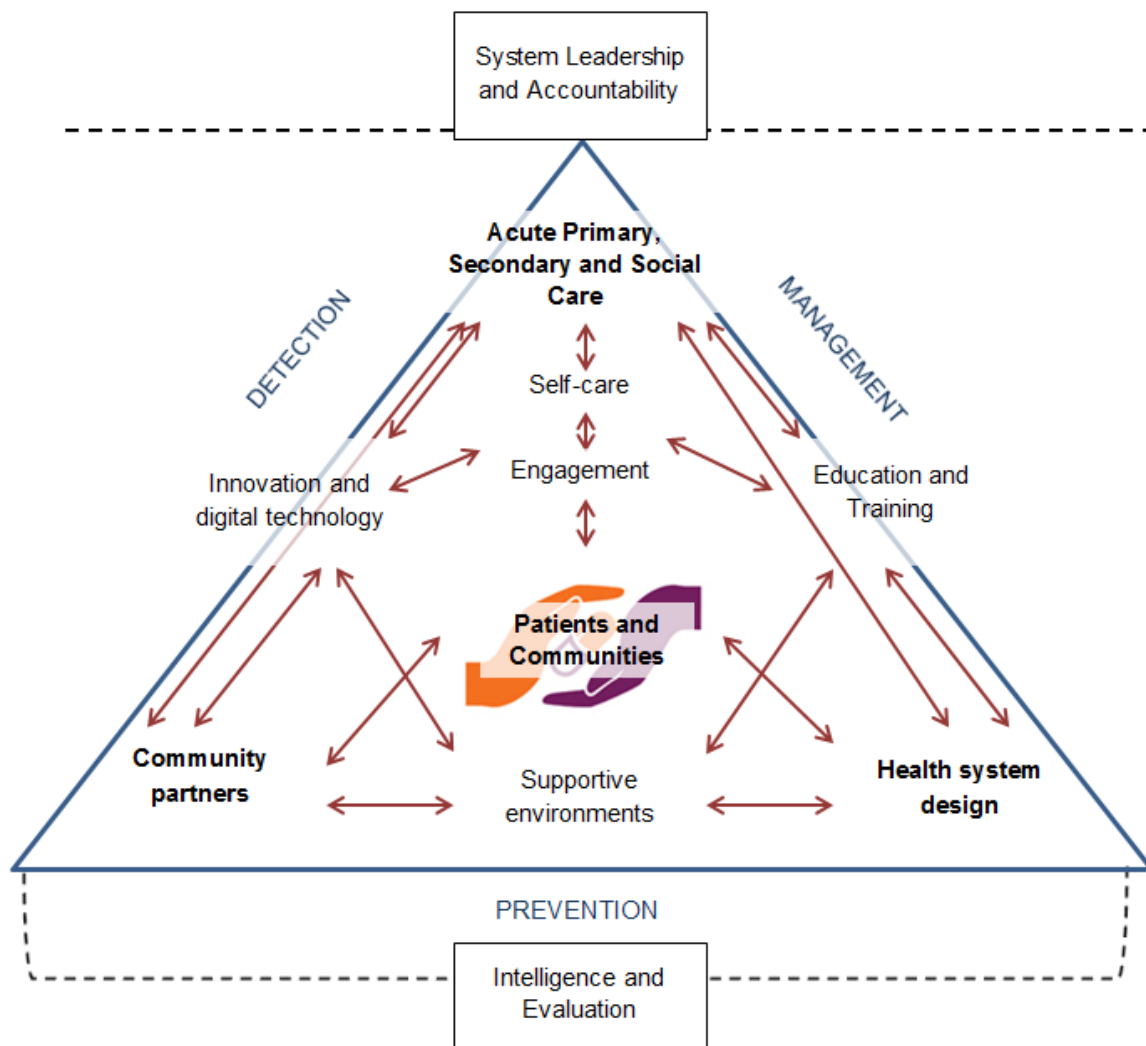 System Leadership
and Accountability
Acute Primary,
Secondary and Social
Care
DETECTION
MANAGEMENT
Self-care
Innovation and
digital technology
Engagement
Education and
Training
Patients and
Communities
Community
partners
Supportive
environments
Health system
design
PREVENTION
Intelligence and
Evaluation